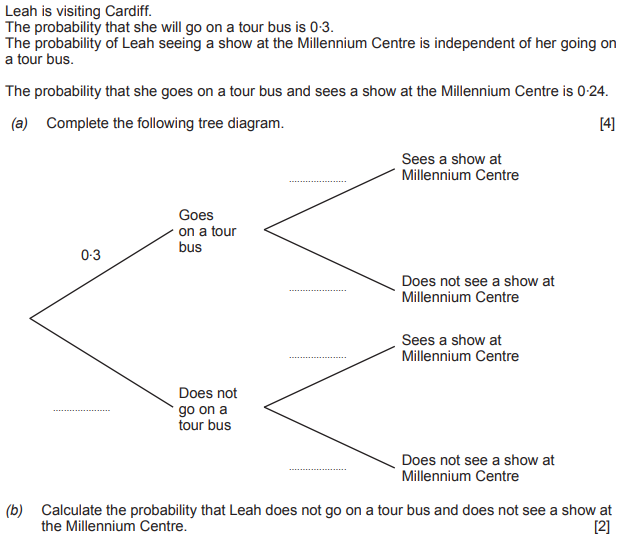 Leah is visiting Cardiff.
The probability that she will go on a tour bus is 0·3.
The probability of Leah seeing a show at the Millennium Centre is independent of her going on
a tour bus.
The probability that she goes on a tour bus and sees a show at the Millennium Centre is 0·24.
(a) Complete the following tree diagram. [4]
Sees a show at
Millennium Centre
......................
Goes
on a tour
bus
0·3
Does not see a show at
Millennium Centre
......................
Sees a show at
Millennium Centre
......................
Does not
go on a
tour bus
......................
Does not see a show at
Millennium Centre
......................
(b) Calculate the probability that Leah does not go on a tour bus and does not see a show at
the Millennium Centre. [2]